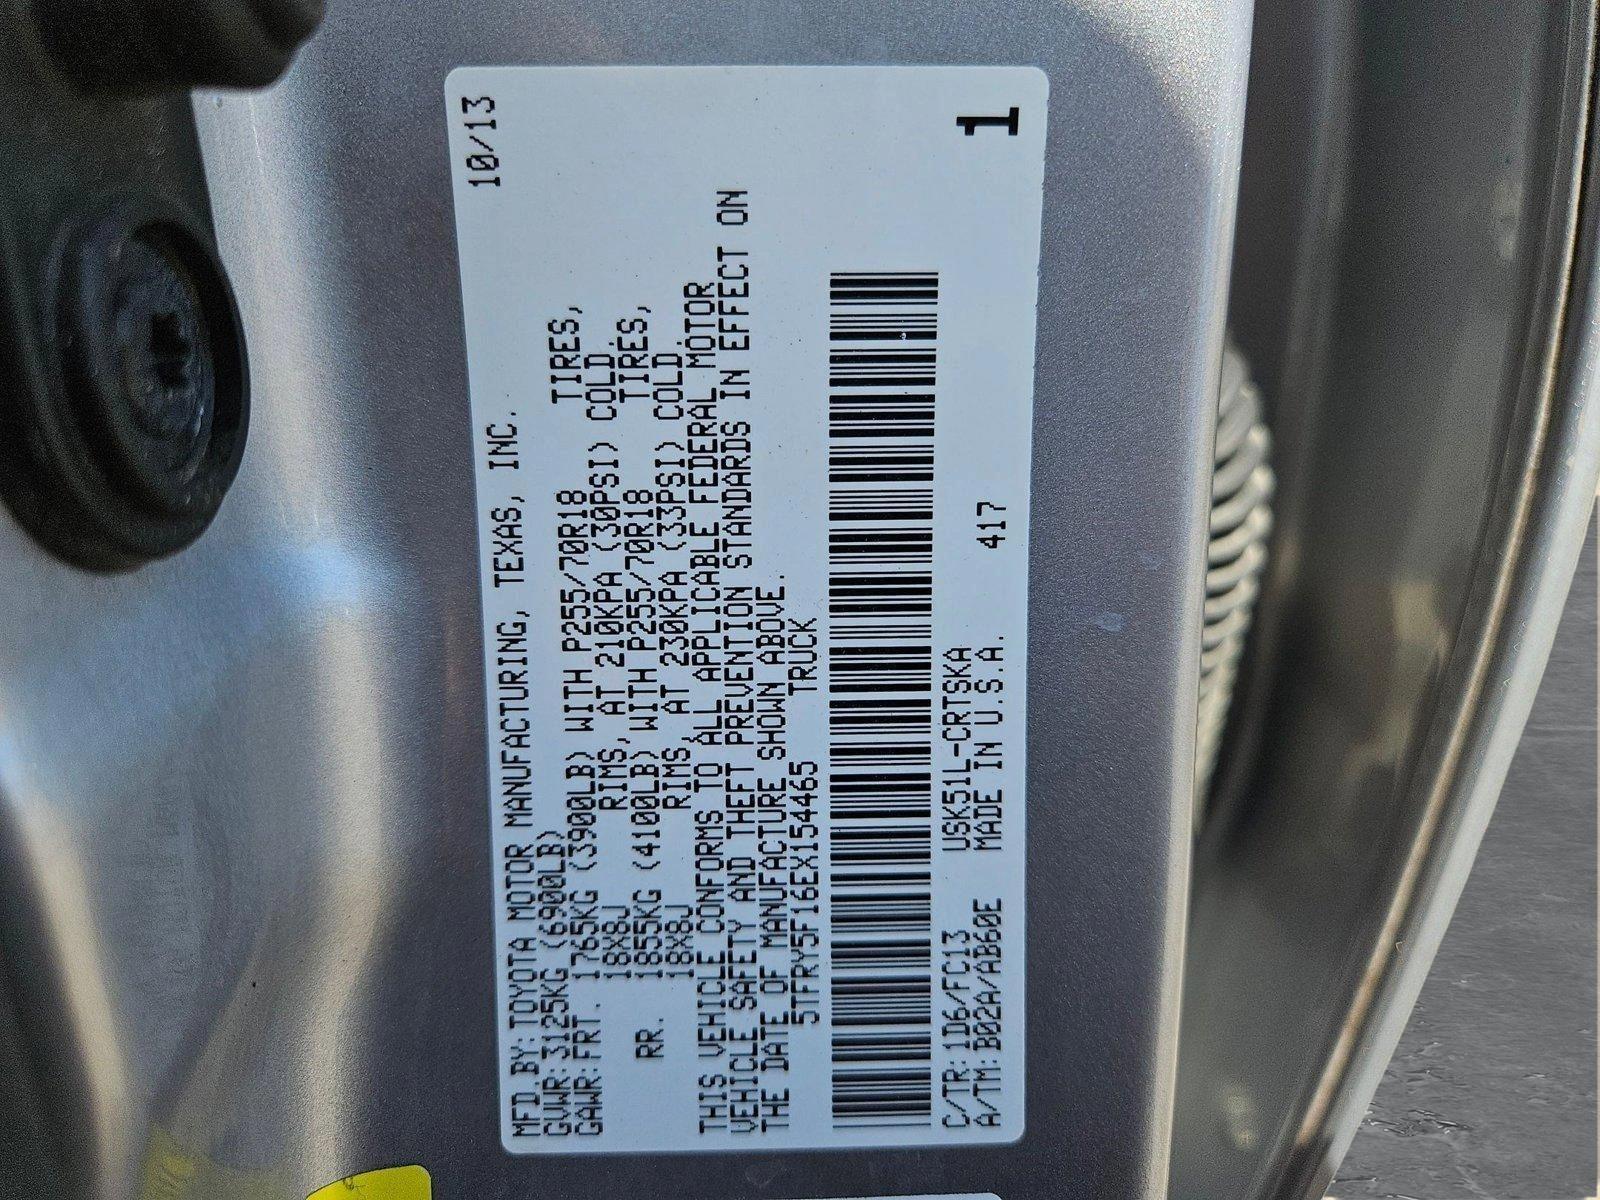 MFD.BY:TOYOTA MOTOR MANUFACTURING, TEXAS, INC. 10/13
GVWR:3125KG (6900LB)
GAWR:FRT. 1765KG (3900LB) WITH P255/70R18 TIRES,
18X8J RIMS, AT 210KPA (30PSI) COLD.
RR. 1855KG (4100LB) WITH P255/70R18 TIRES,
18X8J RIMS, AT 230KPA (33PSI) COLD.
THIS VEHICLE CONFORMS TO ALL APPLICABLE FEDERAL MOTOR
VEHICLE SAFETY AND THEFT PREVENTION STANDARDS IN EFFECT ON
THE DATE OF MANUFACTURE SHOWN ABOVE.
5TFRY5F16EX154465 TRUCK
C/TR:1D6/FC13 USK51L-CRTSKA
A/TM:B02A/AB60E MADE IN U.S.A. 417
1